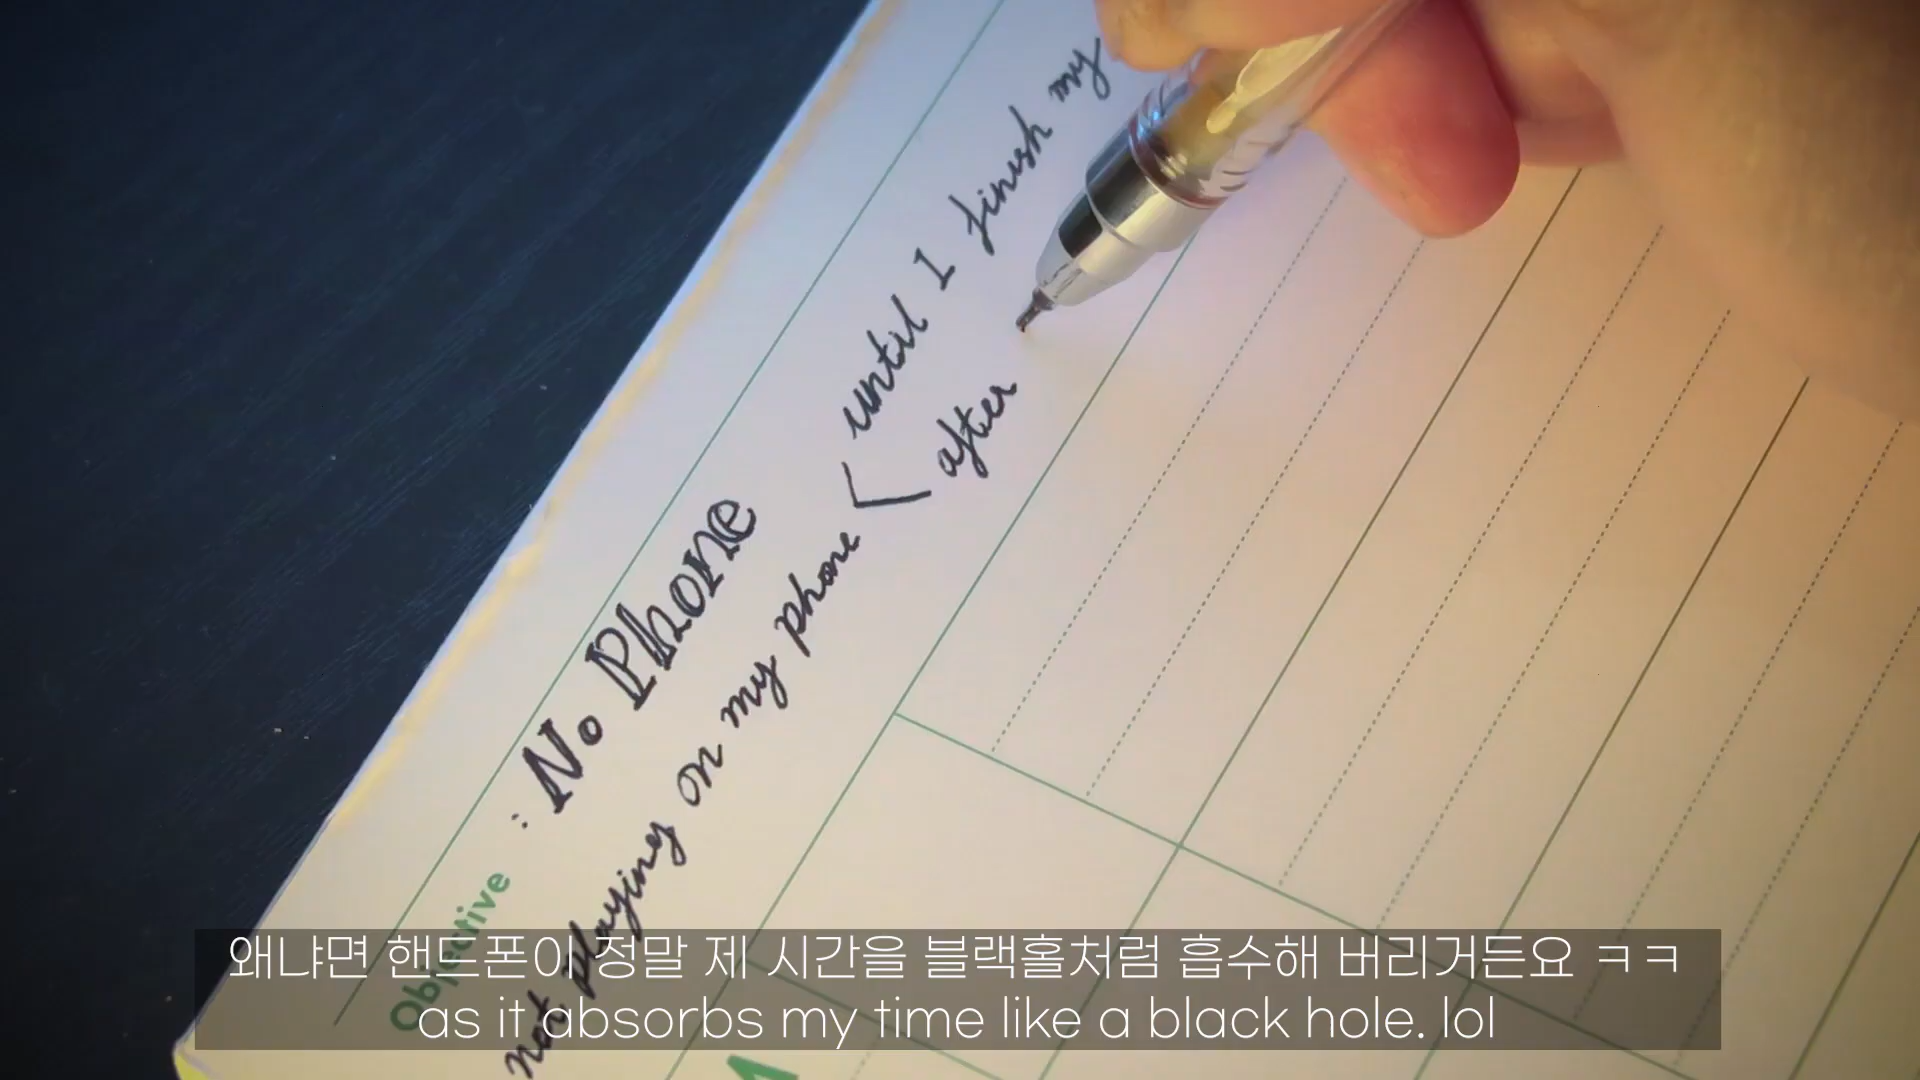 Objective : No Phone
not playing on my phone < until I finish my
after
왜냐면 핸드폰이 정말 제 시간을 블랙홀처럼 흡수해 버리거든요 ㅋㅋ
as it absorbs my time like a black hole. lol